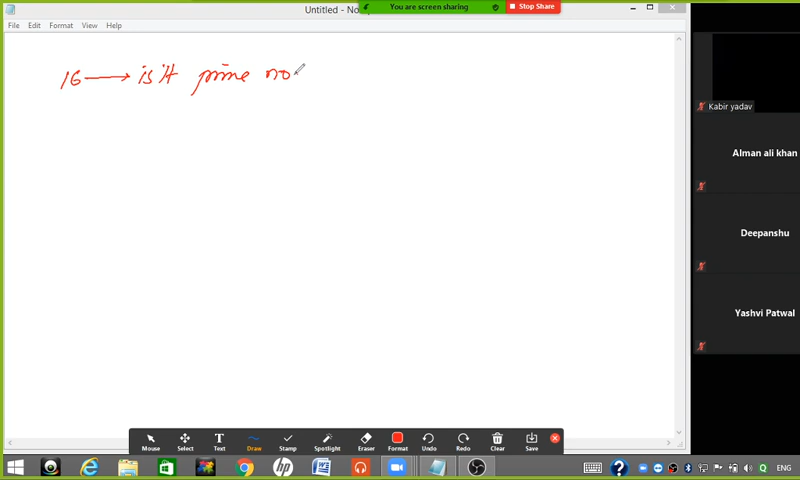 Untitled - No
You are screen sharing
Stop Share
File Edit Format View Help
16 → is it prime no
Kabir yadav
Alman ali khan
Deepanshu
Yashvi Patwal
Mouse Select Text Draw Stamp Spotlight Eraser Format Undo Redo Clear Save
hp
ENG